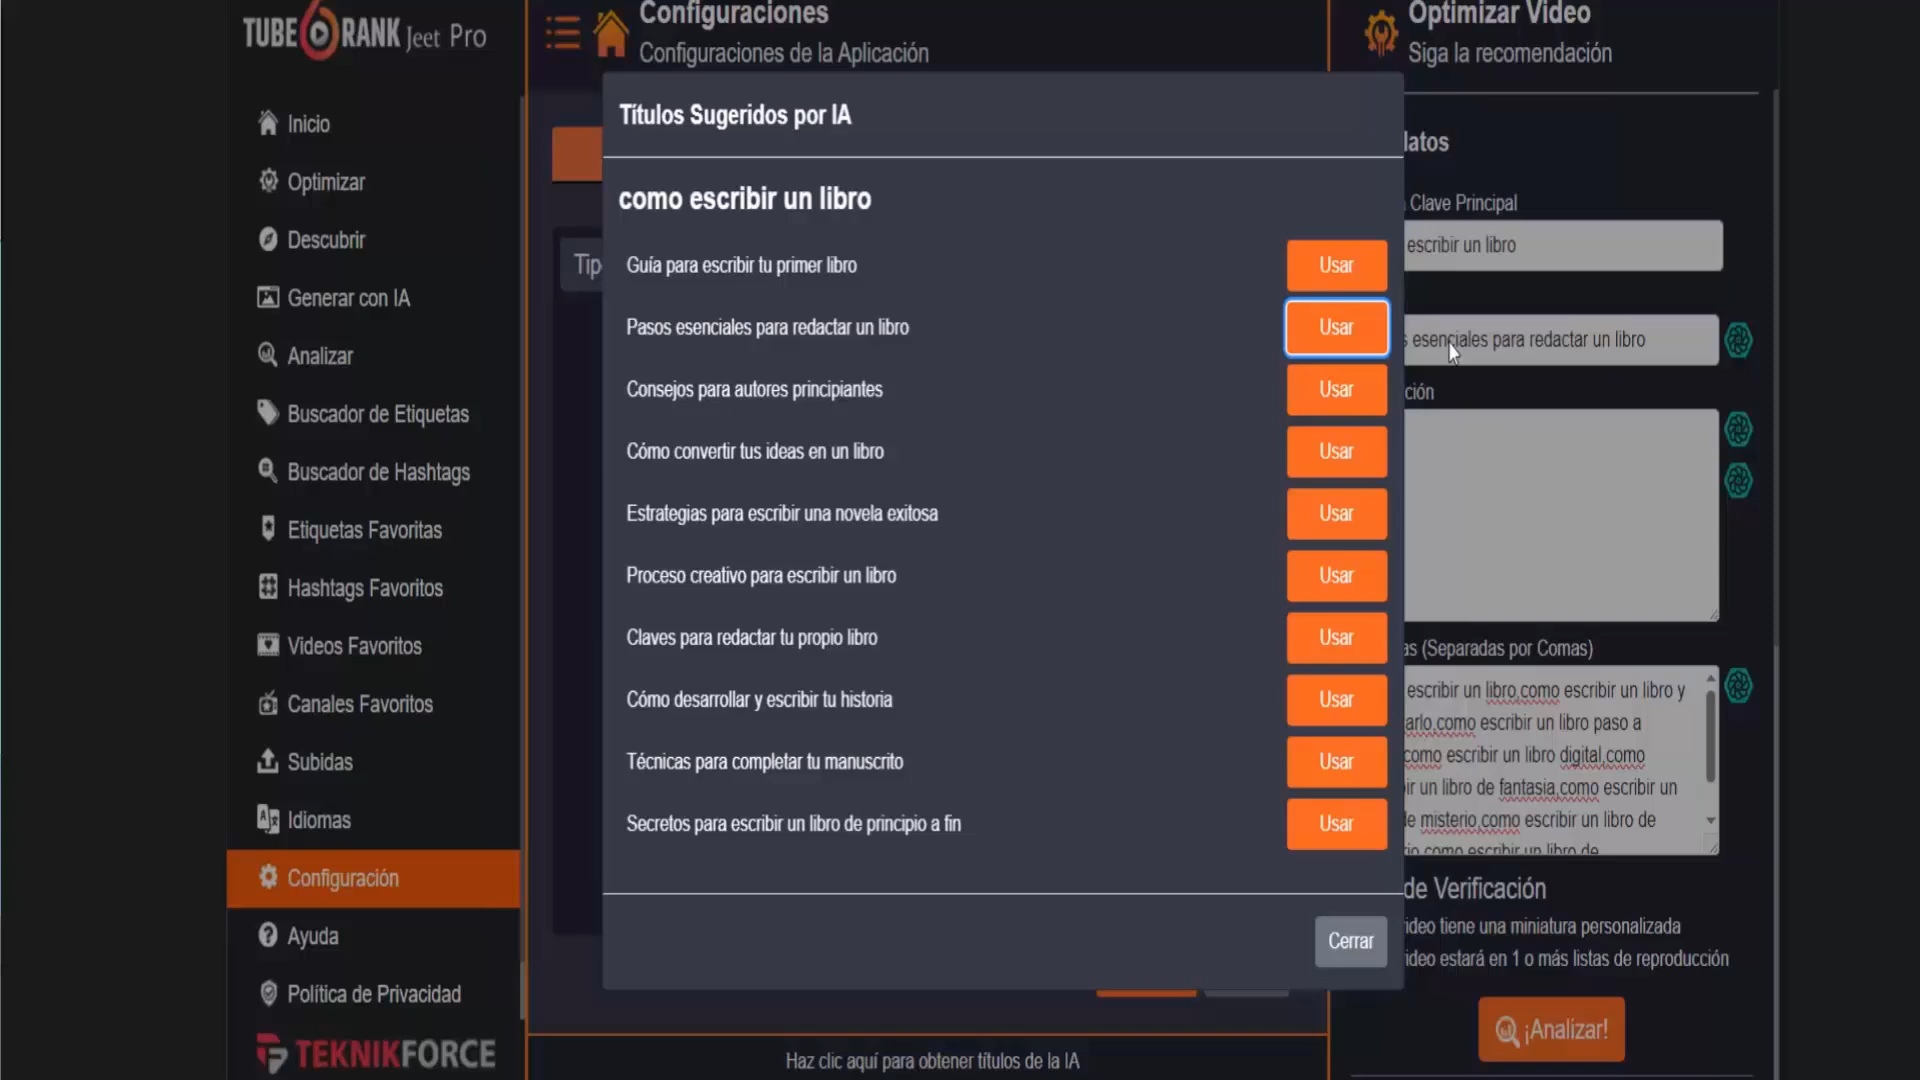 TUBE RANK Jeet Pro
Inicio
Optimizar
Descubrir
Generar con IA
Analizar
Buscador de Etiquetas
Buscador de Hashtags
Etiquetas Favoritas
Hashtags Favoritos
Videos Favoritos
Canales Favoritos
Subidas
Idiomas
Configuración
Ayuda
Política de Privacidad
TEKNIKFORCE
Configuraciones
Configuraciones de la Aplicación
Tip
Títulos Sugeridos por IA
como escribir un libro
Guía para escribir tu primer libro Usar
Pasos esenciales para redactar un libro Usar
Consejos para autores principiantes Usar
Cómo convertir tus ideas en un libro Usar
Estrategias para escribir una novela exitosa Usar
Proceso creativo para escribir un libro Usar
Claves para redactar tu propio libro Usar
Cómo desarrollar y escribir tu historia Usar
Técnicas para completar tu manuscrito Usar
Secretos para escribir un libro de principio a fin Usar
Cerrar
Haz clic aquí para obtener títulos de la IA
Optimizar Video
Siga la recomendación
latos
Clave Principal
escribir un libro
s esenciales para redactar un libro
ción
as (Separadas por Comas)
escribir un libro,como escribir un libro y
arlo,como escribir un libro paso a
como escribir un libro digital,como
ir un libro de fantasia,como escribir un
de misterio,como escribir un libro de
rio,como escribir un libro de
de Verificación
ideo tiene una miniatura personalizada
ideo estará en 1 o más listas de reproducción
¡Analizar!